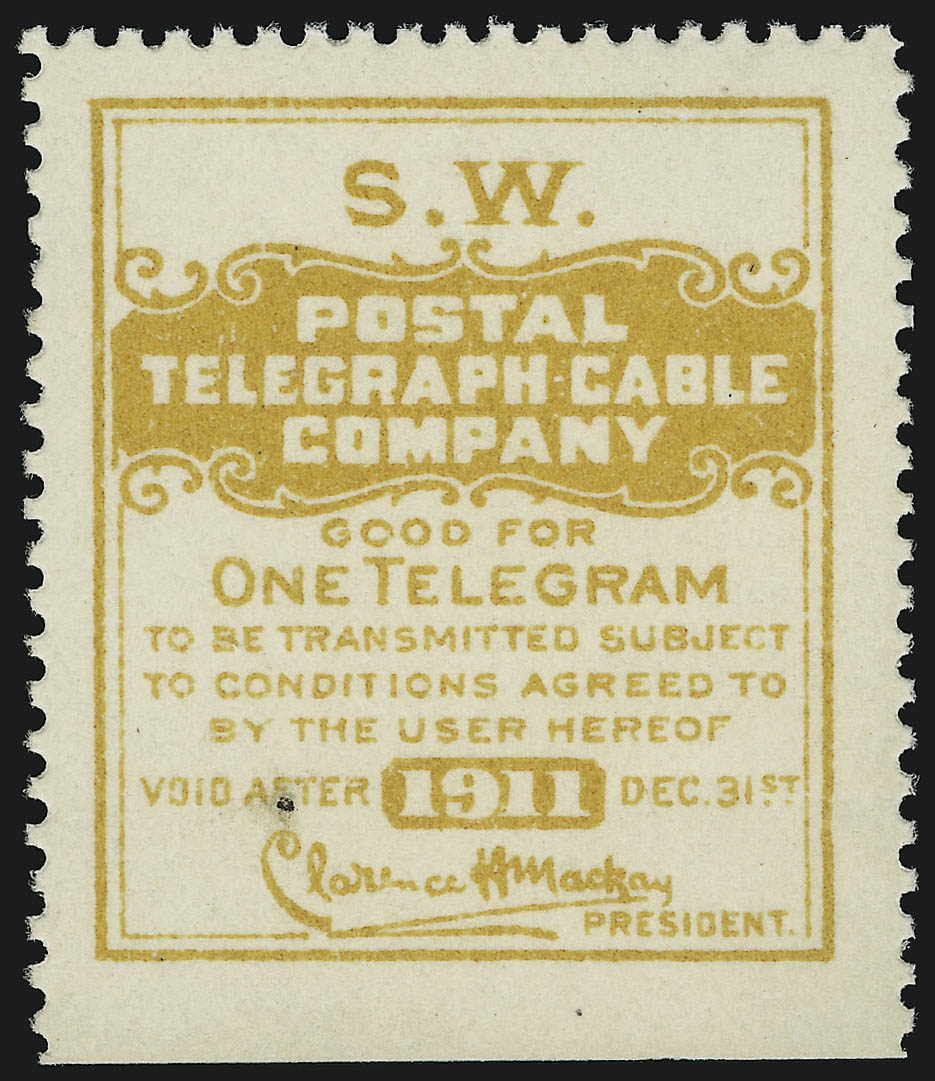 S.W.
POSTAL
TELEGRAPH-CABLE
COMPANY
GOOD FOR
ONE TELEGRAM
TO BE TRANSMITTED SUBJECT
TO CONDITIONS AGREED TO
BY THE USER HEREOF
VOID AFTER 1911 DEC. 31ST
Clarence H Mackay
PRESIDENT.